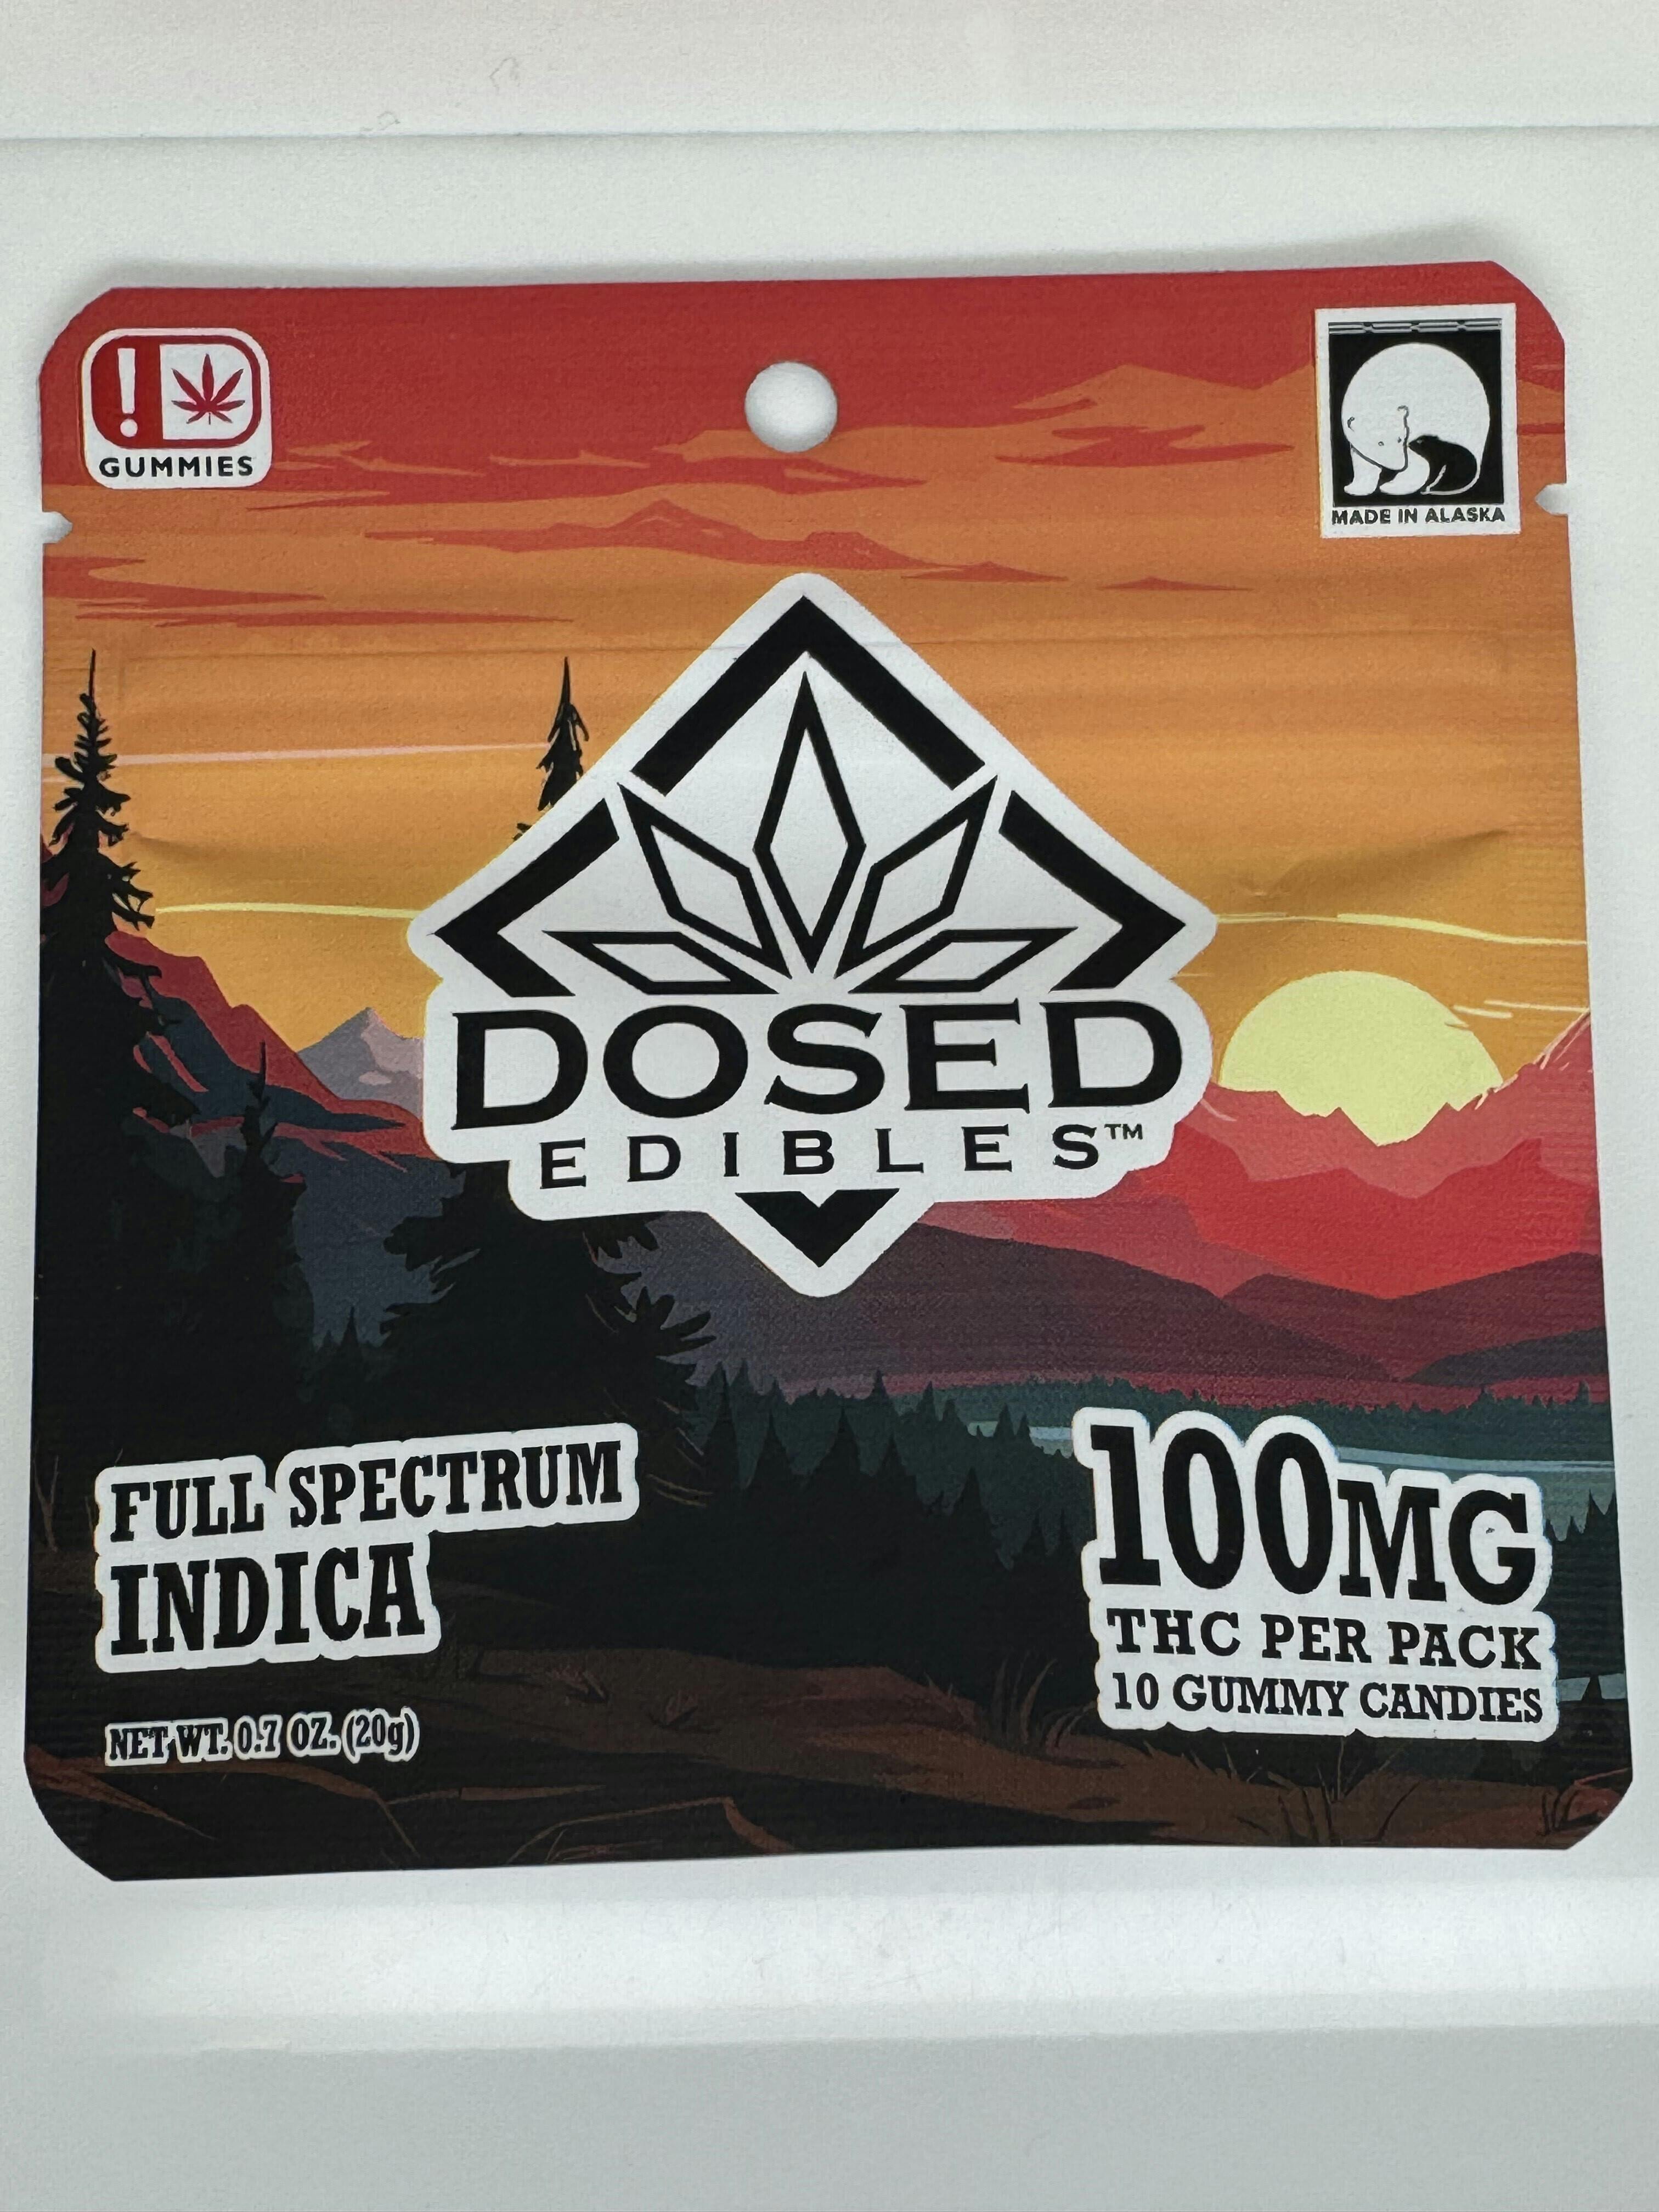 !
GUMMIES
MADE IN ALASKA
DOSED
EDIBLES™
FULL SPECTRUM
INDICA
NET WT. 0.7 OZ. (20g)
100MG
THC PER PACK
10 GUMMY CANDIES